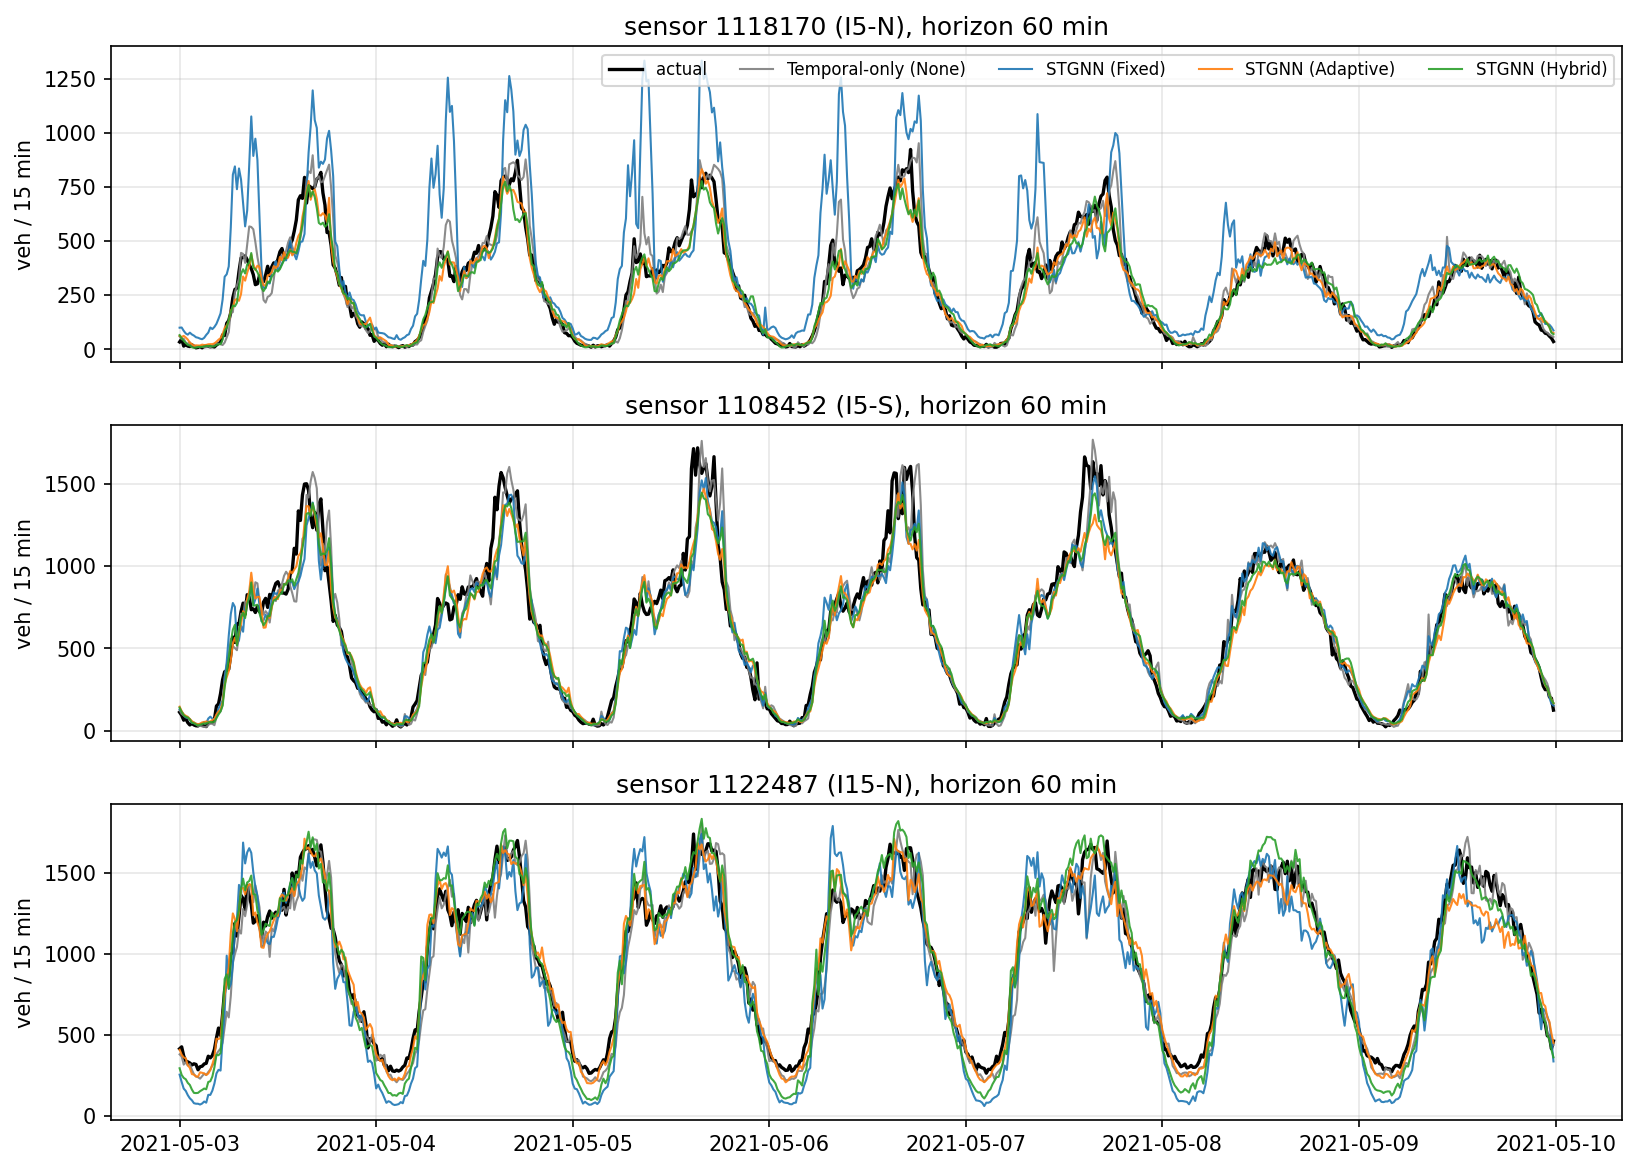 sensor 1118170 (I5-N), horizon 60 min
actual Temporal-only (None) STGNN (Fixed) STGNN (Adaptive) STGNN (Hybrid)
veh / 15 min
1250
1000
750
500
250
0
sensor 1108452 (I5-S), horizon 60 min
veh / 15 min
1500
1000
500
0
sensor 1122487 (I15-N), horizon 60 min
veh / 15 min
1500
1000
500
0
2021-05-03 2021-05-04 2021-05-05 2021-05-06 2021-05-07 2021-05-08 2021-05-09 2021-05-10